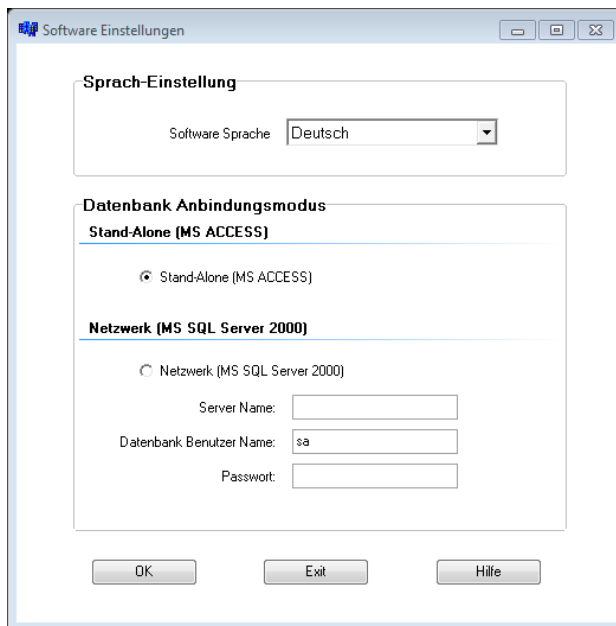 Software Einstellungen
Sprach-Einstellung
Software Sprache Deutsch
Datenbank Anbindungsmodus
Stand-Alone (MS ACCESS)
Stand-Alone (MS ACCESS)
Netzwerk (MS SQL Server 2000)
Netzwerk (MS SQL Server 2000)
Server Name:
Datenbank Benutzer Name: sa
Passwort:
OK Exit Hilfe